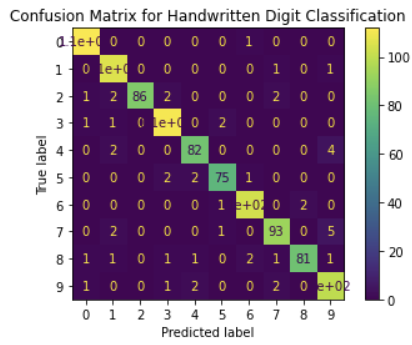 Confusion Matrix for Handwritten Digit Classification
0 1e+0 0 0 0 0 0 1 0 0 0
1 0 1e+0 0 0 0 0 0 1 0 1
2 1 2 86 2 0 0 0 2 0 0
3 1 1 0 1e+0 0 2 0 0 0 0
4 0 2 0 0 82 0 0 0 0 4
5 0 0 0 2 2 75 1 0 0 0
6 0 0 0 0 0 1 e+02 0 2 0
7 0 2 0 0 0 1 0 93 0 5
8 1 1 0 1 1 0 2 1 81 1
9 1 0 0 1 2 0 0 2 0 e+02
0 1 2 3 4 5 6 7 8 9
Predicted label
True label
100
80
60
40
20
0